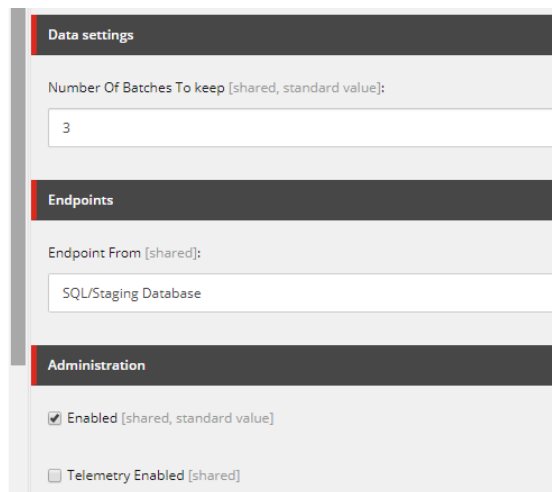 Data settings
Number Of Batches To keep [shared, standard value]:
3
Endpoints
Endpoint From [shared]:
SQL/Staging Database
Administration
Enabled [shared, standard value]
Telemetry Enabled [shared]